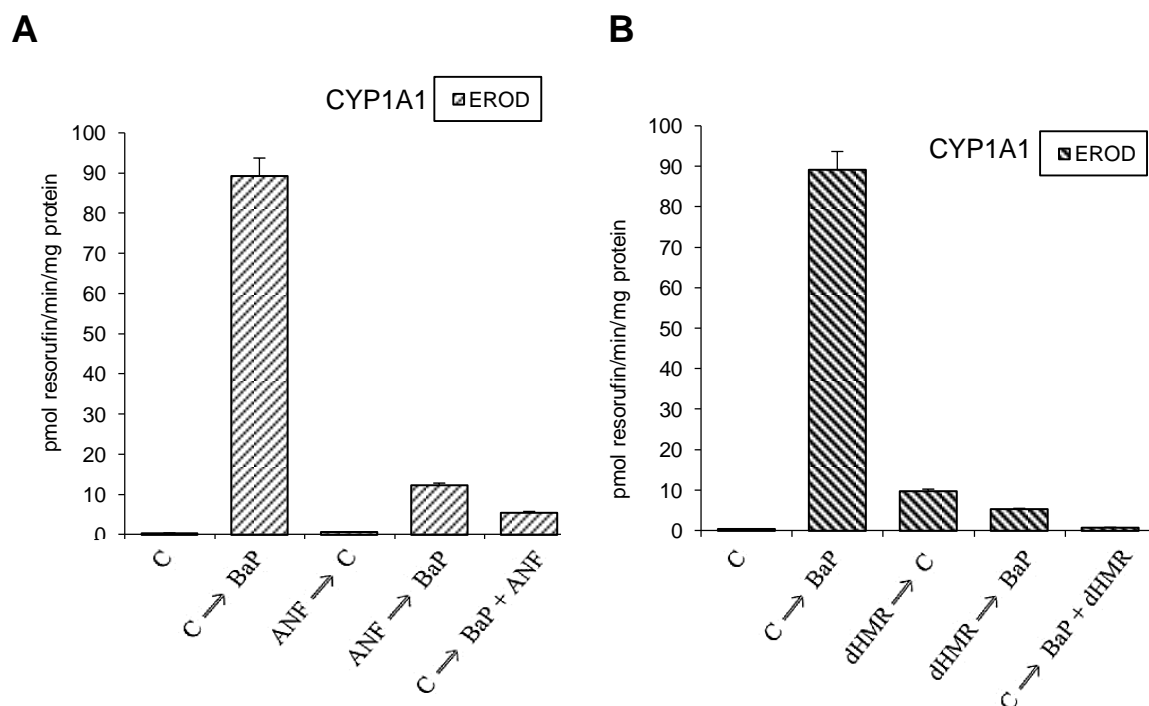 A
CYP1A1
EROD
pmol resorufin/min/mg protein
100
90
80
70
60
50
40
30
20
10
0
C
C → BaP
ANF → C
ANF → BaP
C → BaP + ANF
B
CYP1A1
EROD
pmol resorufin/min/mg protein
100
90
80
70
60
50
40
30
20
10
0
C
C → BaP
dHMR → C
dHMR → BaP
C → BaP + dHMR